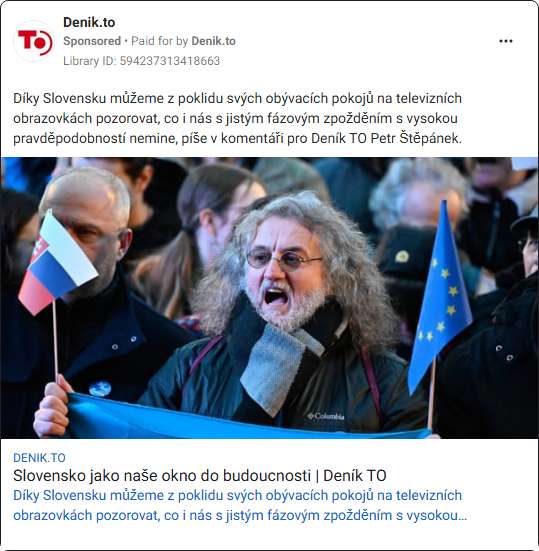 Denik.to
Sponsored • Paid for by Denik.to
Library ID: 594237313418663
TO
Díky Slovensku můžeme z poklidu svých obývacích pokojů na televizních
obrazovkách pozorovat, co i nás s jistým fázovým zpožděním s vysokou
pravděpodobností nemine, píše v komentáři pro Deník TO Petr Štěpánek.
Columbia
DENIK.TO
Slovensko jako naše okno do budoucnosti | Deník TO
Díky Slovensku můžeme z poklidu svých obývacích pokojů na televizních
obrazovkách pozorovat, co i nás s jistým fázovým zpožděním s vysokou…